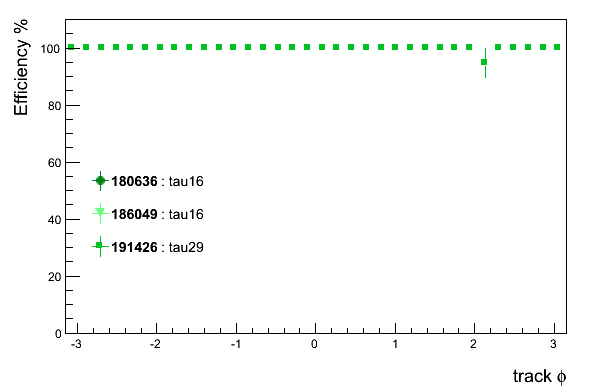 Efficiency %
100
80
60
40
20
0
180636 : tau16
186049 : tau16
191426 : tau29
-3 -2 -1 0 1 2 3
track ϕ